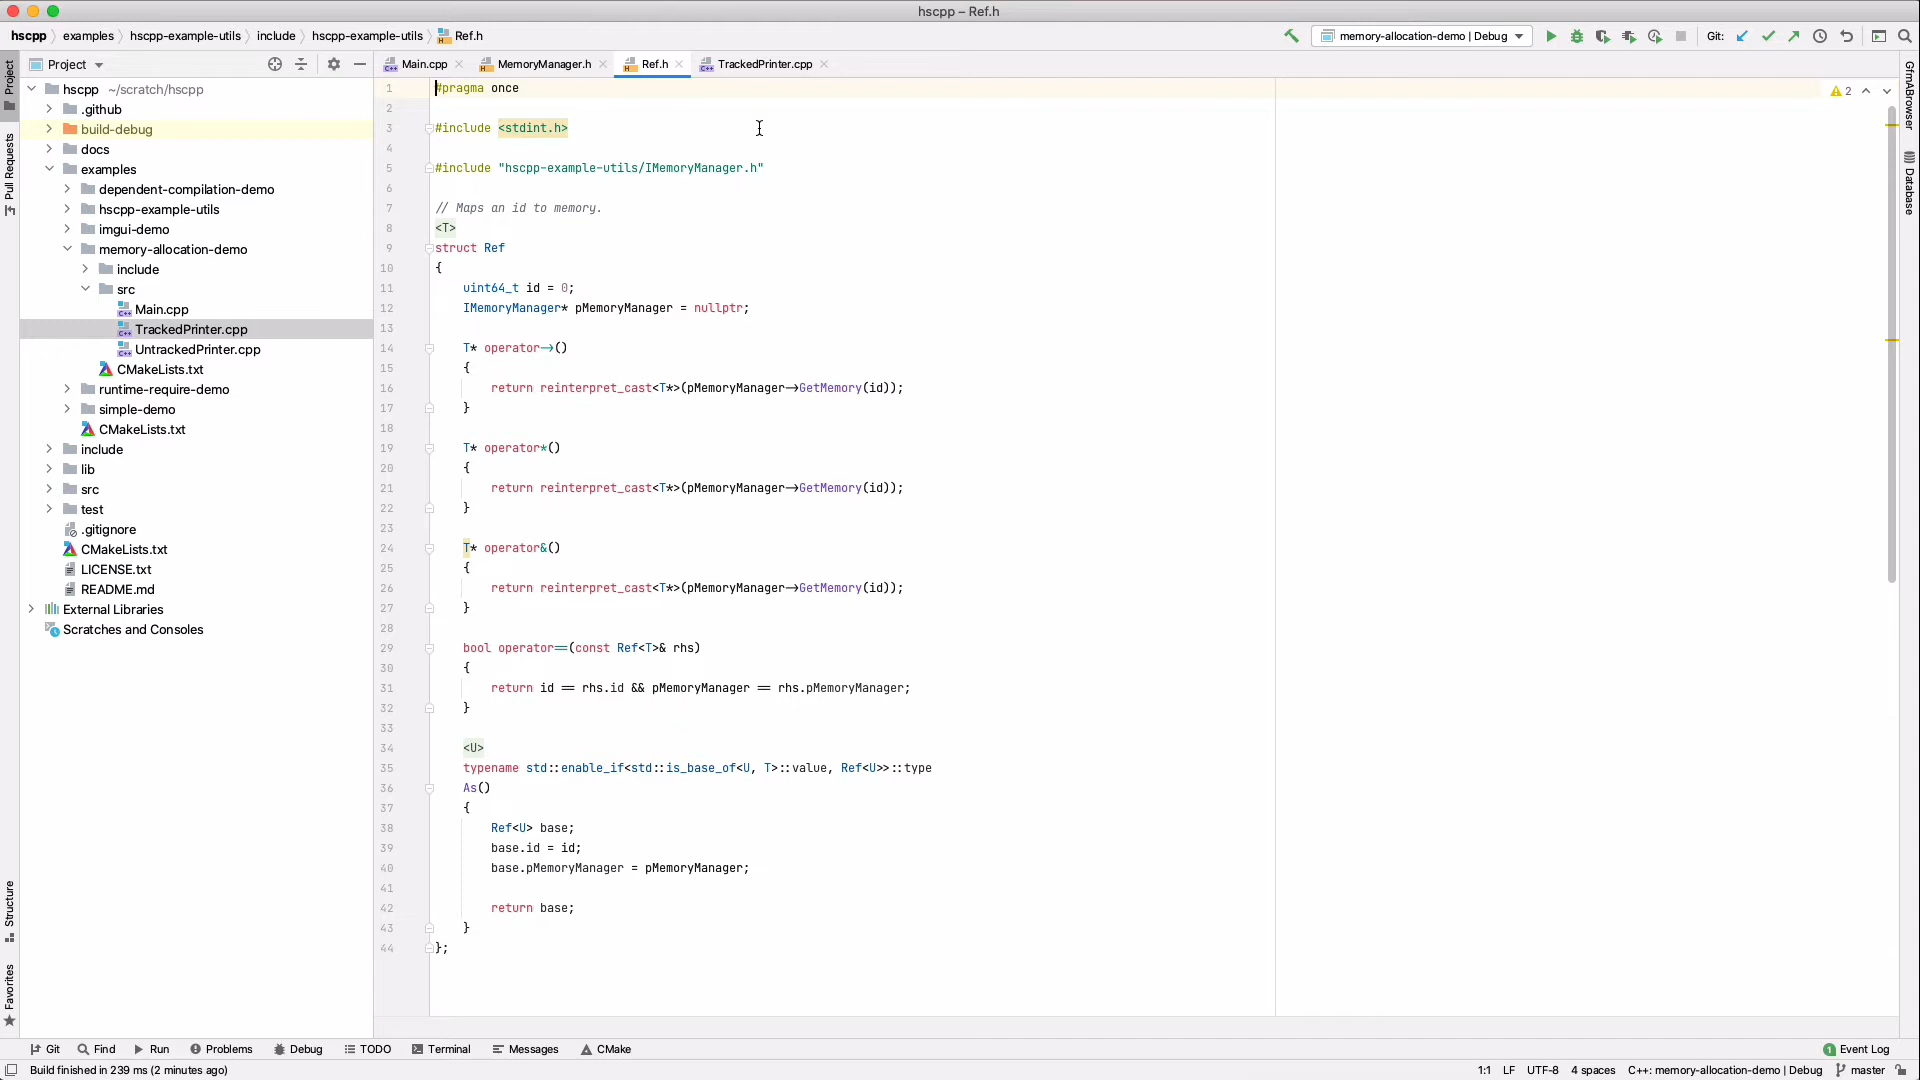 hscpp – Ref.h
hscpp
examples
hscpp-example-utils
include
hscpp-example-utils
Ref.h
memory-allocation-demo | Debug
Git:
Project
Main.cpp
MemoryManager.h
Ref.h
TrackedPrinter.cpp
Project
Pull Requests
Structure
Favorites
hscpp ~/scratch/hscpp
.github
build-debug
docs
examples
dependent-compilation-demo
hscpp-example-utils
imgui-demo
memory-allocation-demo
include
src
Main.cpp
TrackedPrinter.cpp
UntrackedPrinter.cpp
CMakeLists.txt
runtime-require-demo
simple-demo
CMakeLists.txt
include
lib
src
test
.gitignore
CMakeLists.txt
LICENSE.txt
README.md
External Libraries
Scratches and Consoles
1 #pragma once
2
3 #include <stdint.h>
4
5 #include "hscpp-example-utils/IMemoryManager.h"
6
7 // Maps an id to memory.
8 <T>
9 struct Ref
10 {
11 uint64_t id = 0;
12 IMemoryManager* pMemoryManager = nullptr;
13
14 T* operator→()
15 {
16 return reinterpret_cast<T*>(pMemoryManager→GetMemory(id));
17 }
18
19 T* operator*()
20 {
21 return reinterpret_cast<T*>(pMemoryManager→GetMemory(id));
22 }
23
24 T* operator&()
25 {
26 return reinterpret_cast<T*>(pMemoryManager→GetMemory(id));
27 }
28
29 bool operator==(const Ref<T>& rhs)
30 {
31 return id == rhs.id && pMemoryManager == rhs.pMemoryManager;
32 }
33
34 <U>
35 typename std::enable_if<std::is_base_of<U, T>::value, Ref<U>>::type
36 As()
37 {
38 Ref<U> base;
39 base.id = id;
40 base.pMemoryManager = pMemoryManager;
41
42 return base;
43 }
44 };
2
GfmABrowser
Database
Git
Find
Run
Problems
Debug
TODO
Terminal
Messages
CMake
1 Event Log
Build finished in 239 ms (2 minutes ago)
1:1 LF UTF-8 4 spaces C++: memory-allocation-demo | Debug master